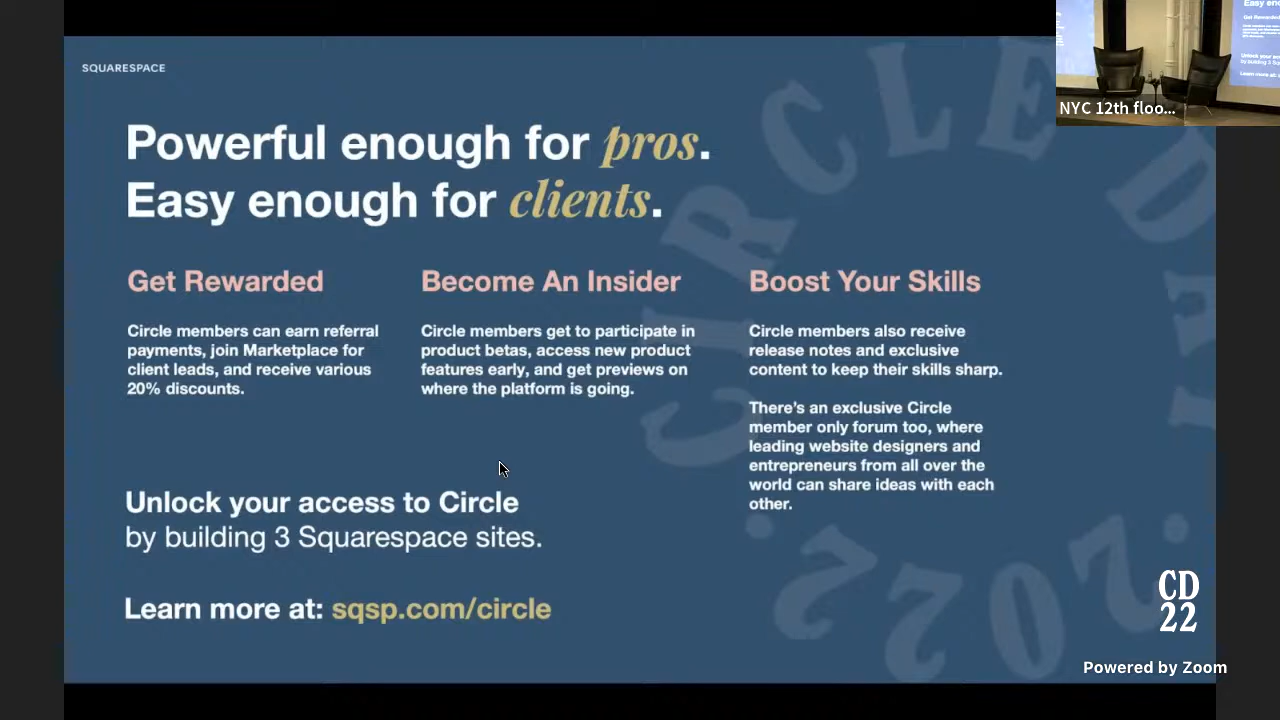 SQUARESPACE
Powerful enough for pros.
Easy enough for clients.
Get Rewarded
Circle members can earn referral
payments, join Marketplace for
client leads, and receive various
20% discounts.
Become An Insider
Circle members get to participate in
product betas, access new product
features early, and get previews on
where the platform is going.
Boost Your Skills
Circle members also receive
release notes and exclusive
content to keep their skills sharp.
There's an exclusive Circle
member only forum too, where
leading website designers and
entrepreneurs from all over the
world can share ideas with each
other.
Unlock your access to Circle
by building 3 Squarespace sites.
Learn more at: sqsp.com/circle
CIRCLE D
2022
CD
22
Powered by Zoom
NYC 12th floo...
Easy eno
Get Rewarde